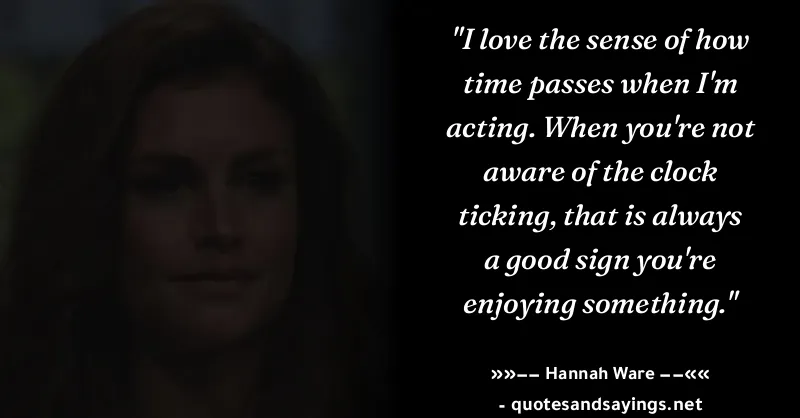 "I love the sense of how
time passes when I'm
acting. When you're not
aware of the clock
ticking, that is always
a good sign you're
enjoying something."
»»−− Hannah Ware −−««
- quotesandsayings.net